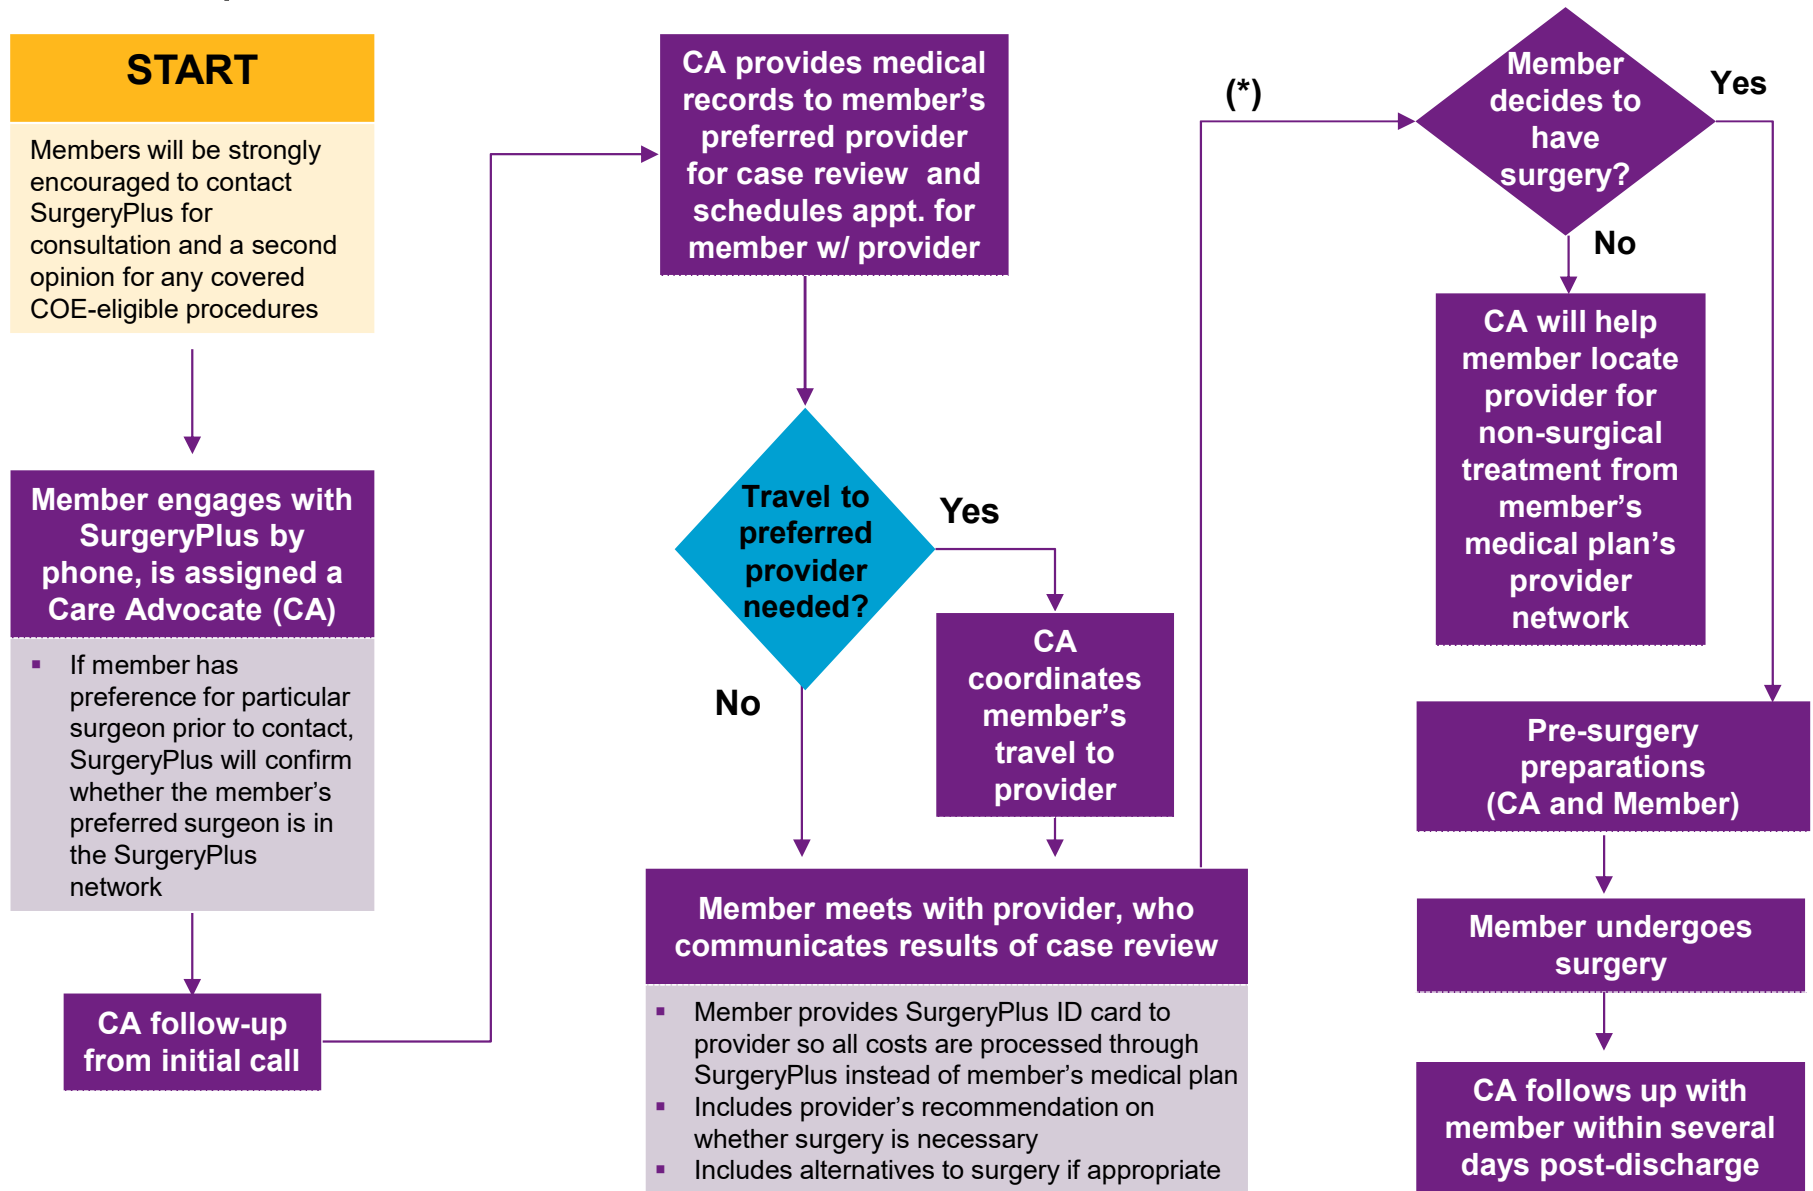 START
Members will be strongly
encouraged to contact
SurgeryPlus for
consultation and a second
opinion for any covered
COE-eligible procedures
Member engages with
SurgeryPlus by
phone, is assigned a
Care Advocate (CA)
▪ If member has
preference for particular
surgeon prior to contact,
SurgeryPlus will confirm
whether the member’s
preferred surgeon is in
the SurgeryPlus
network
CA follow-up
from initial call
CA provides medical
records to member’s
preferred provider
for case review and
schedules appt. for
member w/ provider
Travel to
preferred
provider
needed?
Yes
No
CA
coordinates
member’s
travel to
provider
Member meets with provider, who
communicates results of case review
▪ Member provides SurgeryPlus ID card to
provider so all costs are processed through
SurgeryPlus instead of member’s medical plan
▪ Includes provider’s recommendation on
whether surgery is necessary
▪ Includes alternatives to surgery if appropriate
(*)
Member
decides to
have
surgery?
Yes
No
CA will help
member locate
provider for
non-surgical
treatment from
member’s
medical plan’s
provider
network
Pre-surgery
preparations
(CA and Member)
Member undergoes
surgery
CA follows up with
member within several
days post-discharge